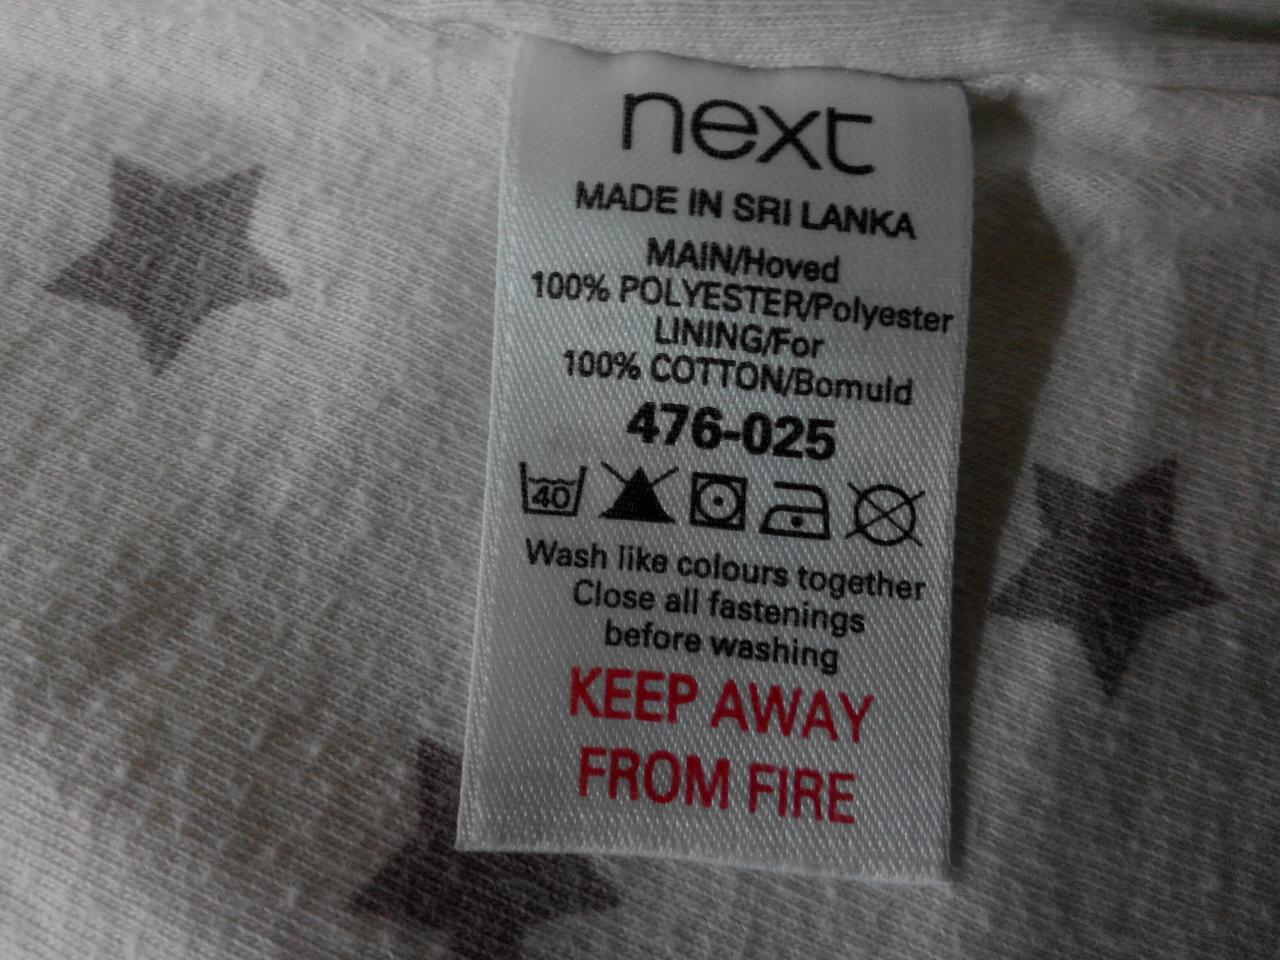 next
MADE IN SRI LANKA
MAIN/Hoved
100% POLYESTER/Polyester
LINING/For
100% COTTON/Bomuld
476-025
40
Wash like colours together
Close all fastenings
before washing
KEEP AWAY
FROM FIRE